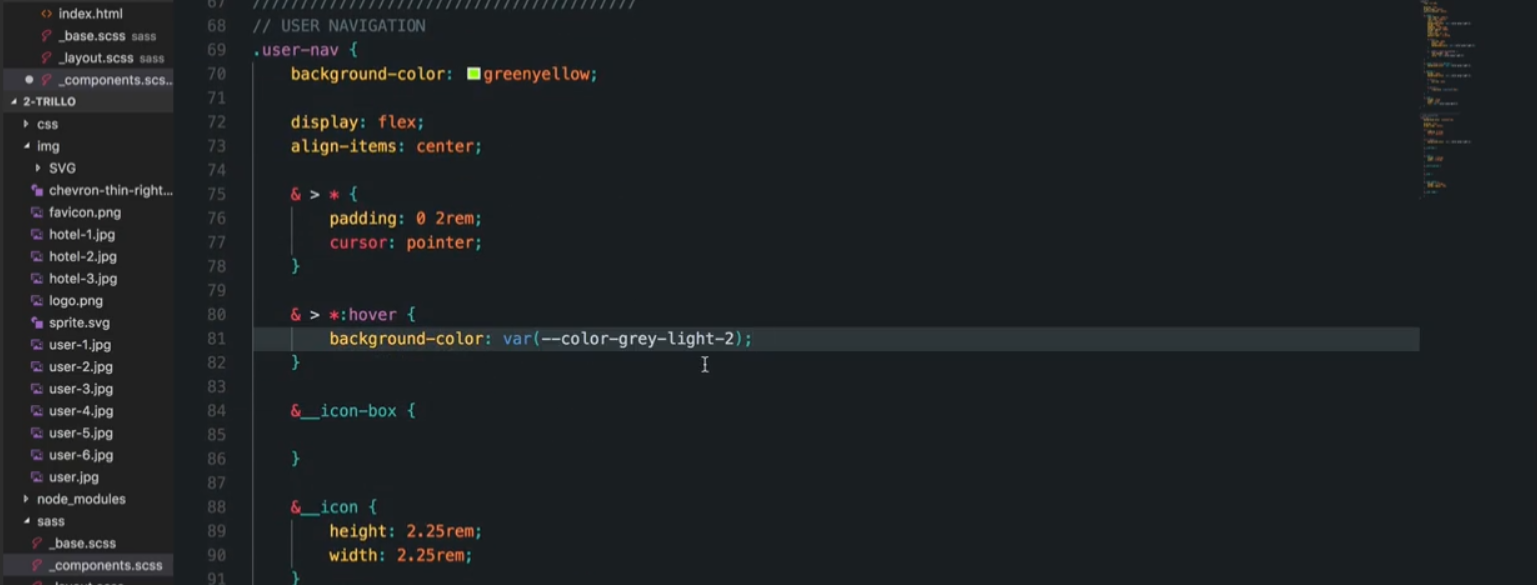 index.html
_base.scss sass
_layout.scss sass
_components.scs...
2-TRILLO
css
img
SVG
chevron-thin-right...
favicon.png
hotel-1.jpg
hotel-2.jpg
hotel-3.jpg
logo.png
sprite.svg
user-1.jpg
user-2.jpg
user-3.jpg
user-4.jpg
user-5.jpg
user-6.jpg
user.jpg
node_modules
sass
_base.scss
_components.scss
_layout.scss
67 ////////////////////////////////////////
68 // USER NAVIGATION
69 .user-nav {
70 background-color: greenyellow;
71
72 display: flex;
73 align-items: center;
74
75 & > * {
76 padding: 0 2rem;
77 cursor: pointer;
78 }
79
80 & > *:hover {
81 background-color: var(--color-grey-light-2);
82 }
83
84 &__icon-box {
85
86 }
87
88 &__icon {
89 height: 2.25rem;
90 width: 2.25rem;
91 }